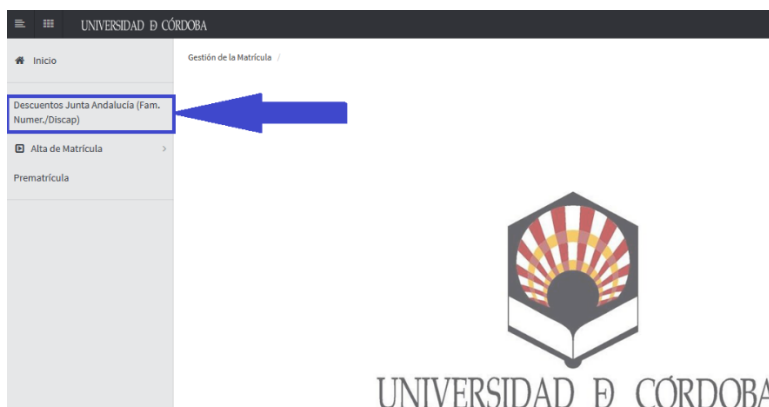 UNIVERSIDAD Ð CÓRDOBA
Inicio
Gestión de la Matrícula /
Descuentos Junta Andalucía (Fam.
Numer./Discap)
Alta de Matrícula
Prematrícula
UNIVERSIDAD Ð CÓRDOBA